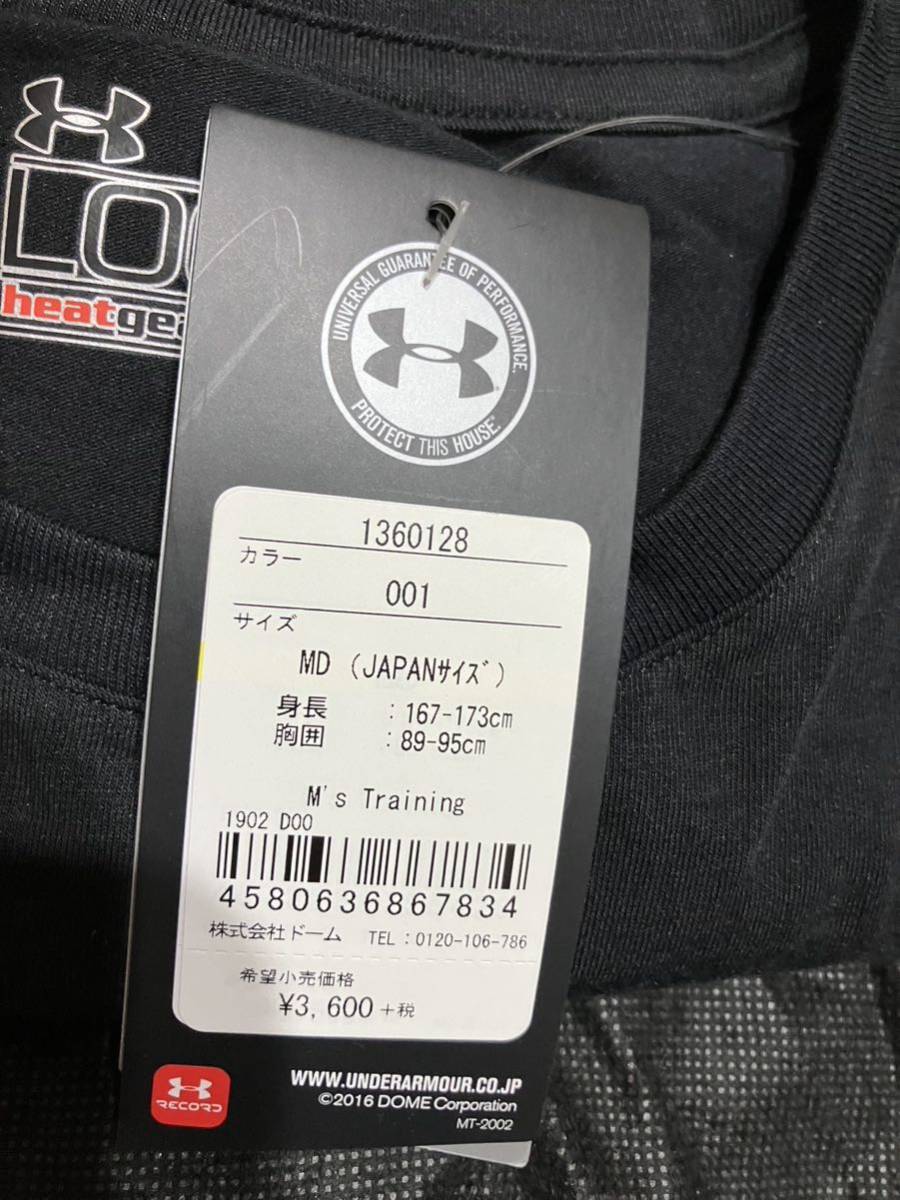 heatgea
UNIVERSAL GUARANTEE OF PERFORMANCE.
PROTECT THIS HOUSE.®
1360128
カラー
001
サイズ
MD (JAPANｻｲｽﾞ)
身長 : 167-173cm
胸囲 : 89-95cm
M's Training
1902 D00
4580636867834
株式会社ドーム TEL : 0120-106-786
希望小売価格
¥3,600 +税
RECORD
WWW.UNDERARMOUR.CO.JP
©2016 DOME Corporation
MT-2002